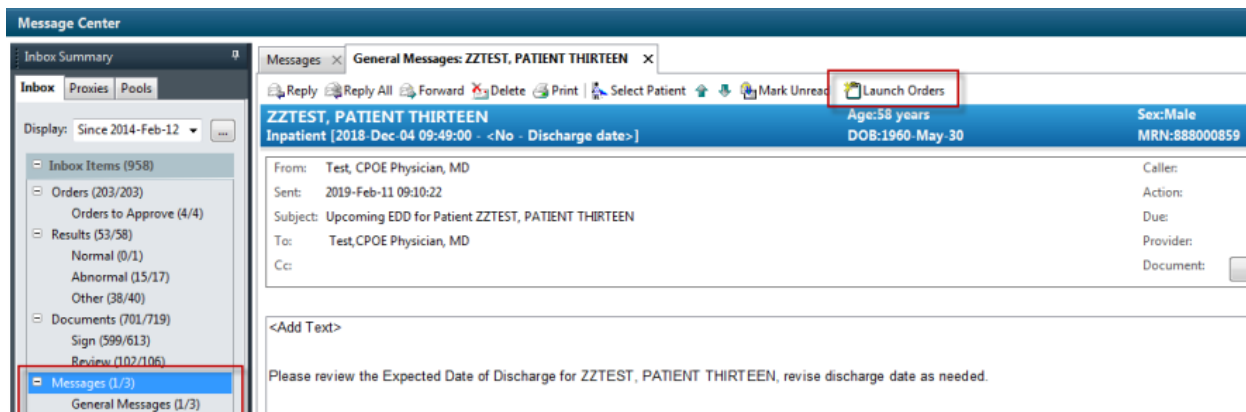 Message Center
Inbox Summary
Inbox Proxies Pools
Display: Since 2014-Feb-12 ...
Inbox Items (958)
Orders (203/203)
Orders to Approve (4/4)
Results (53/58)
Normal (0/1)
Abnormal (15/17)
Other (38/40)
Documents (701/719)
Sign (599/613)
Review (102/106)
Messages (1/3)
General Messages (1/3)
Messages General Messages: ZZTEST, PATIENT THIRTEEN
Reply Reply All Forward Delete Print Select Patient Mark Unread Launch Orders
ZZTEST, PATIENT THIRTEEN Age:58 years Sex:Male
Inpatient [2018-Dec-04 09:49:00 - <No - Discharge date>] DOB:1960-May-30 MRN:888000859
From: Test, CPOE Physician, MD Caller:
Sent: 2019-Feb-11 09:10:22 Action:
Subject: Upcoming EDD for Patient ZZTEST, PATIENT THIRTEEN Due:
To: Test,CPOE Physician, MD Provider:
Cc: Document:
<Add Text>
Please review the Expected Date of Discharge for ZZTEST, PATIENT THIRTEEN, revise discharge date as needed.